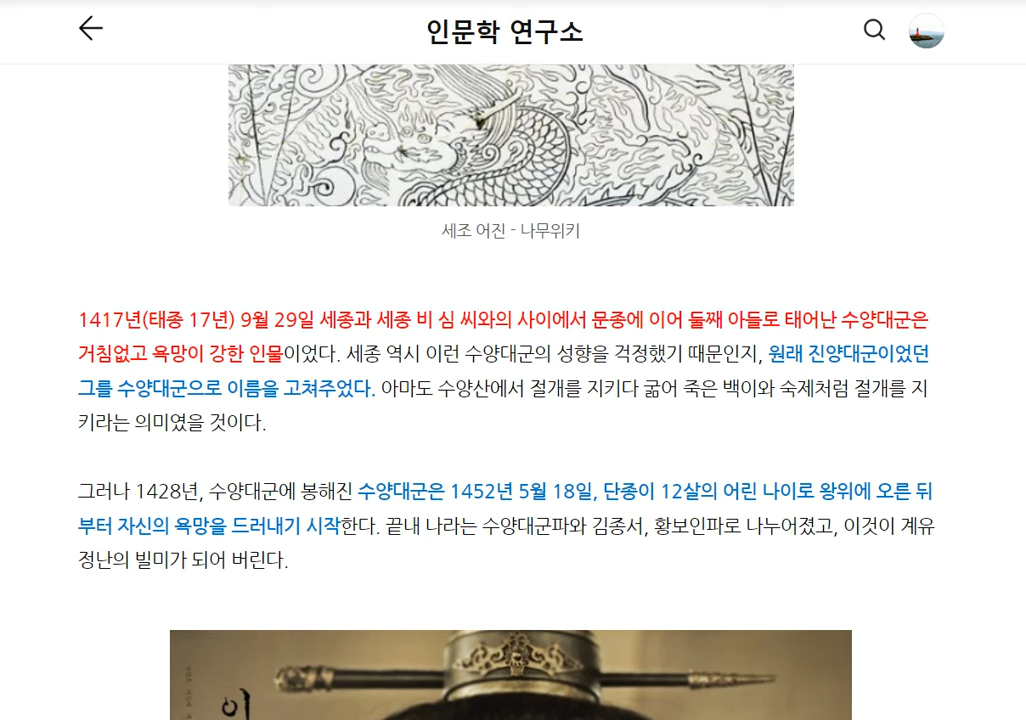 인문학 연구소
세조 어진 - 나무위키
1417년(태종 17년) 9월 29일 세종과 세종 비 심 씨와의 사이에서 문종에 이어 둘째 아들로 태어난 수양대군은
거침없고 욕망이 강한 인물이었다. 세종 역시 이런 수양대군의 성향을 걱정했기 때문인지, 원래 진양대군이었던
그를 수양대군으로 이름을 고쳐주었다. 아마도 수양산에서 절개를 지키다 굶어 죽은 백이와 숙제처럼 절개를 지
키라는 의미였을 것이다.
그러나 1428년, 수양대군에 봉해진 수양대군은 1452년 5월 18일, 단종이 12살의 어린 나이로 왕위에 오른 뒤
부터 자신의 욕망을 드러내기 시작한다. 끝내 나라는 수양대군파와 김종서, 황보인파로 나누어졌고, 이것이 계유
정난의 빌미가 되어 버린다.
이